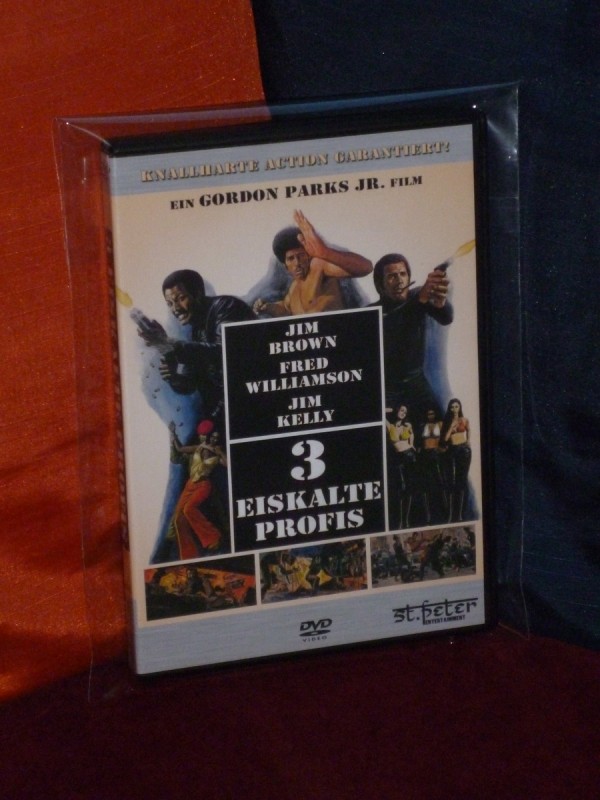 KNALLHARTE ACTION GARANTIERT!
EIN GORDON PARKS JR. FILM
JIM
BROWN
FRED
WILLIAMSON
JIM
KELLY
3
EISKALTE
PROFIS
DVD
VIDEO
st.peter
ENTERTAINMENT